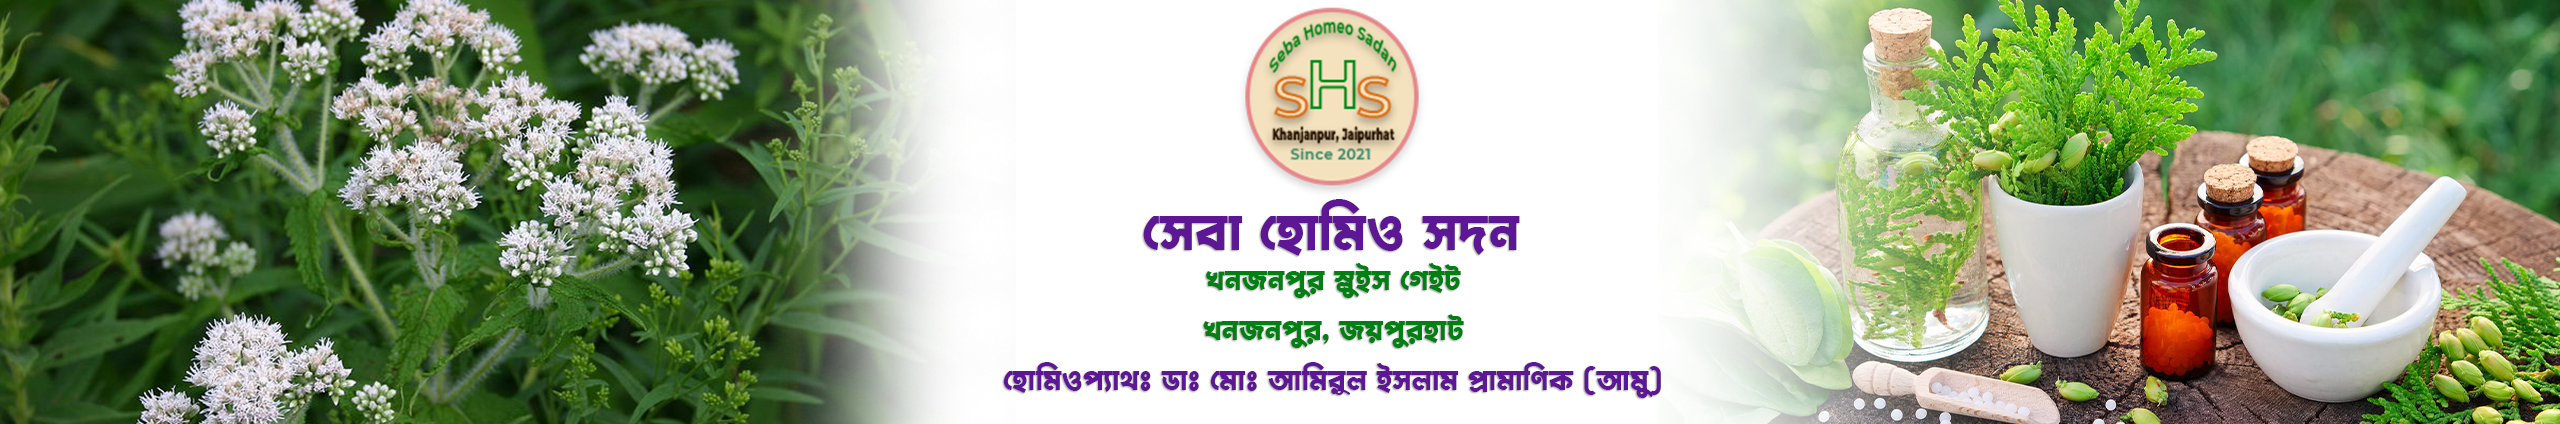 Seba Homeo Sadan
SHS
Khanjanpur, Jaipurhat
Since 2021
সেবা হোমিও সদন
খনজনপুর স্লুইস গেইট
খনজনপুর, জয়পুরহাট
হোমিওপ্যাথঃ ডাঃ মোঃ আমিরুল ইসলাম প্রামাণিক (আমু)